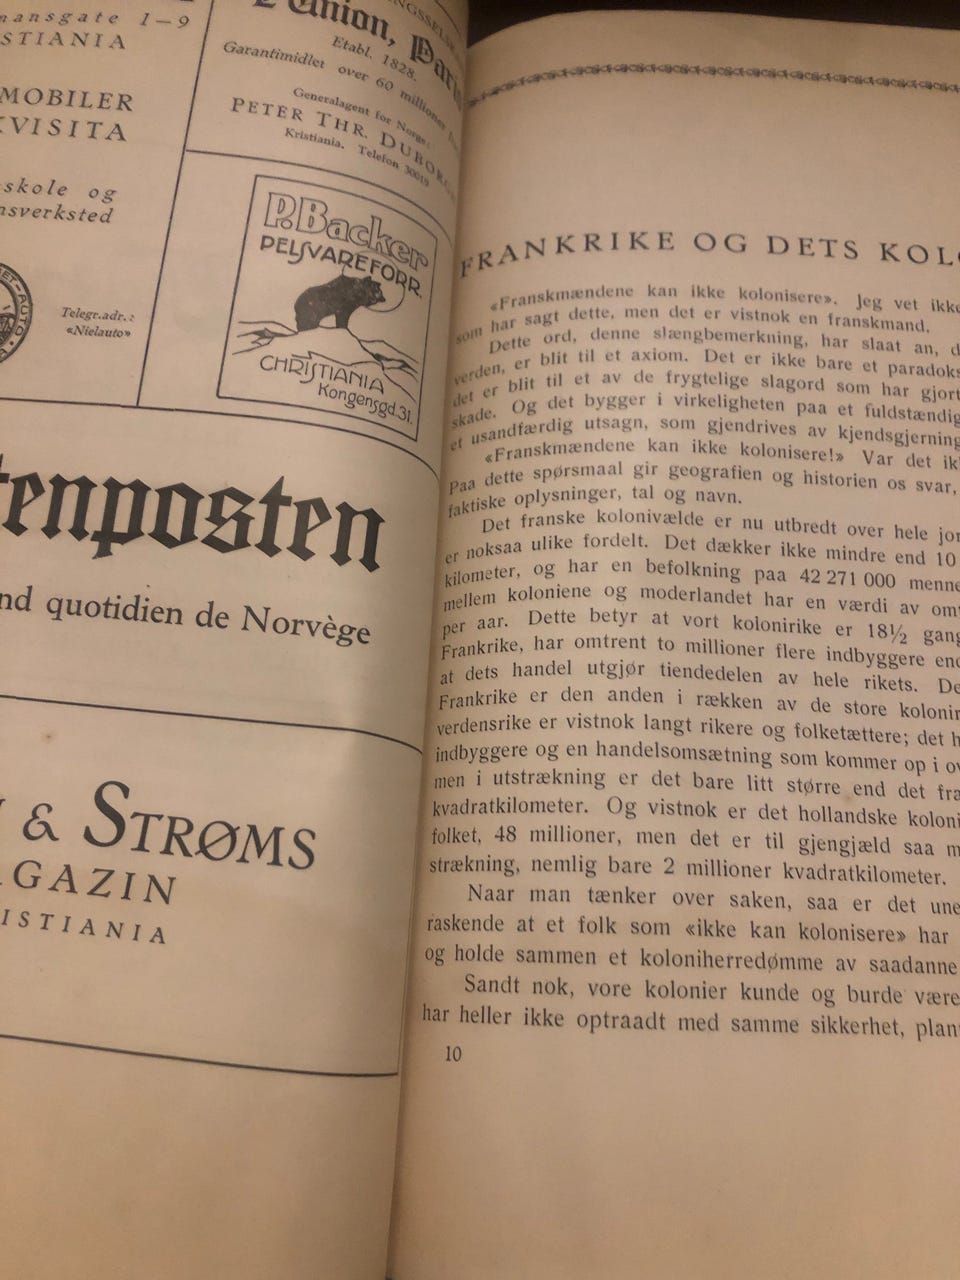 1—9
STIANIA
MOBILER
KVISITA
skole og
nsverksted
Telegr.adr.:
«Nielauto»
L'Union, Paris
Etabl. 1828.
Garantimidlet over 60 millioner
Generalagent for Norge:
PETER THR. DUBORGH
Kristiania. Telefon 30019
P. Backer
PELSVAREFORR.
CHRISTIANIA
Kongensgd. 31.
tenposten
nd quotidien de Norvège
& STRØMS
GAZIN
ISTIANIA
FRANKRIKE OG DETS KOLO
«Franskmændene kan ikke kolonisere». Jeg vet ikke
som har sagt dette, men det er vistnok en franskmand.
Dette ord, denne slængbemerkning, har slaat an, d
verden, er blit til et axiom. Det er ikke bare et paradoks
det er blit til et av de frygtelige slagord som har gjort
skade. Og det bygger i virkeligheten paa et fuldstændig
et usandfærdig utsagn, som gjendrives av kjendsgjerning
«Franskmændene kan ikke kolonisere!» Var det ik
Paa dette spørsmaal gir geografien og historien os svar,
faktiske oplysninger, tal og navn.
Det franske kolonivælde er nu utbredt over hele jor
er noksaa ulike fordelt. Det dækker ikke mindre end 10
kilometer, og har en befolkning paa 42 271 000 menne
mellem koloniene og moderlandet har en værdi av om
per aar. Dette betyr at vort kolonirike er 18½ gang
Frankrike, har omtrent to millioner flere indbyggere end
at dets handel utgjør tiendedelen av hele rikets. De
Frankrike er den anden i rækken av de store kolonir
verdensrike er vistnok langt rikere og folketættere; det h
indbyggere og en handelsomsætning som kommer op i ov
men i utstrækning er det bare litt større end det fra
kvadratkilometer. Og vistnok er det hollandske koloni
folket, 48 millioner, men det er til gjengjæld saa m
strækning, nemlig bare 2 millioner kvadratkilometer.
Naar man tænker over saken, saa er det une
raskende at et folk som «ikke kan kolonisere» har
og holde sammen et koloniherredømme av saadanne
Sandt nok, vore kolonier kunde og burde være
har heller ikke optraadt med samme sikkerhet, plan
10